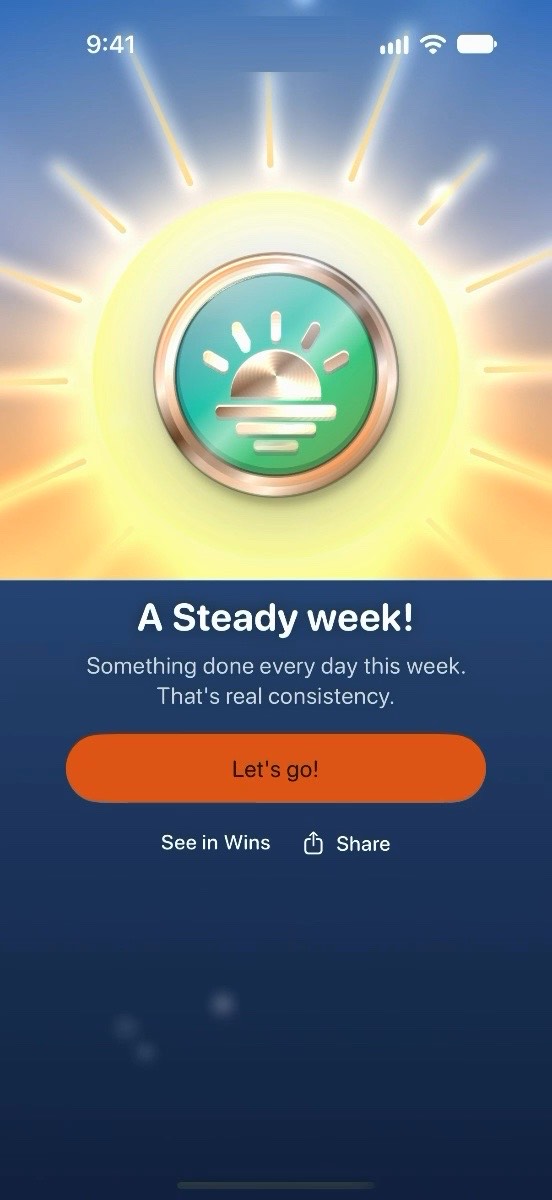 9:41
A Steady week!
Something done every day this week.
That's real consistency.
Let's go!
See in Wins
Share